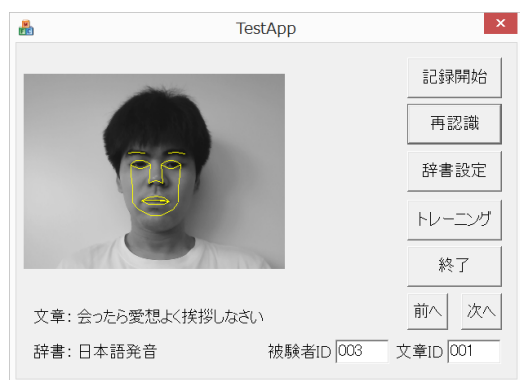 TestApp
記録開始
再認識
辞書設定
トレーニング
終了
前へ 次へ
文章: 会ったら愛想よく挨拶しなさい
辞書: 日本語発音 被験者ID 003 文章ID 001